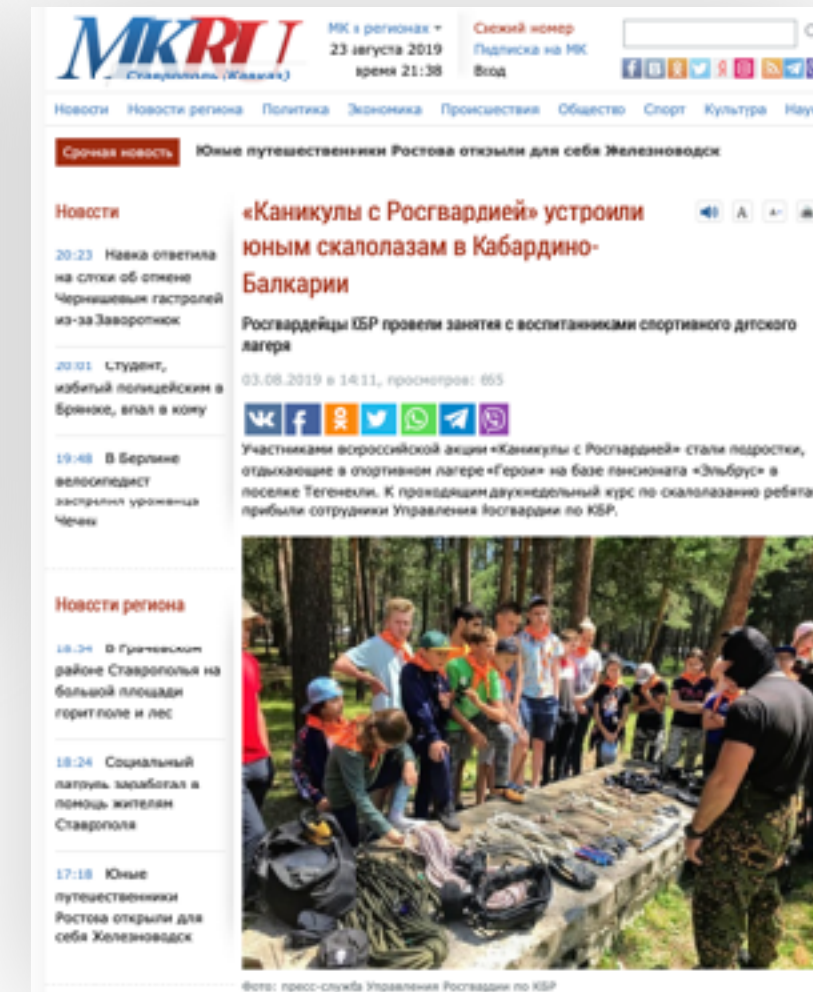 MKRU
Ставрополь (Кавказ)
МК в регионах
23 августа 2019
время 21:38
Свежий номер
Подписка на МК
Вход
Новости Новости региона Политика Экономика Происшествия Общество Спорт Культура
Срочная новость Юные путешественники Ростова открыли для себя Железноводск
Новости
20:23 Навка ответила
на слухи об отмене
Чернышевым гастролей
из-за Заворотнюк
20:01 Студент,
избитый полицейским в
Брянске, впал в кому
19:48 В Берлине
велосипедист
застрелил уроженца
Чечни
Новости региона
18:34 В Грачевском
районе Ставрополья на
большой площади
горит поле и лес
18:24 Социальный
патруль заработал в
помощь жителям
Ставрополя
17:18 Юные
путешественники
Ростова открыли для
себя Железноводск
«Каникулы с Росгвардией» устроили
юным скалолазам в Кабардино-
Балкарии
Росгвардейцы КБР провели занятия с воспитанниками спортивного детского
лагеря
03.08.2019 в 14:11, просмотров: 655
Участниками всероссийской акции «Каникулы с Росгвардией» стали подростки,
отдыхающие в спортивном лагере «Герои» на базе пансионата «Эльбрус» в
поселке Тегенекли. К проходящим двухнедельный курс по скалолазанию ребятам
прибыли сотрудники Управления Росгвардии по КБР.
Фото: пресс-служба Управления Росгвардии по КБР